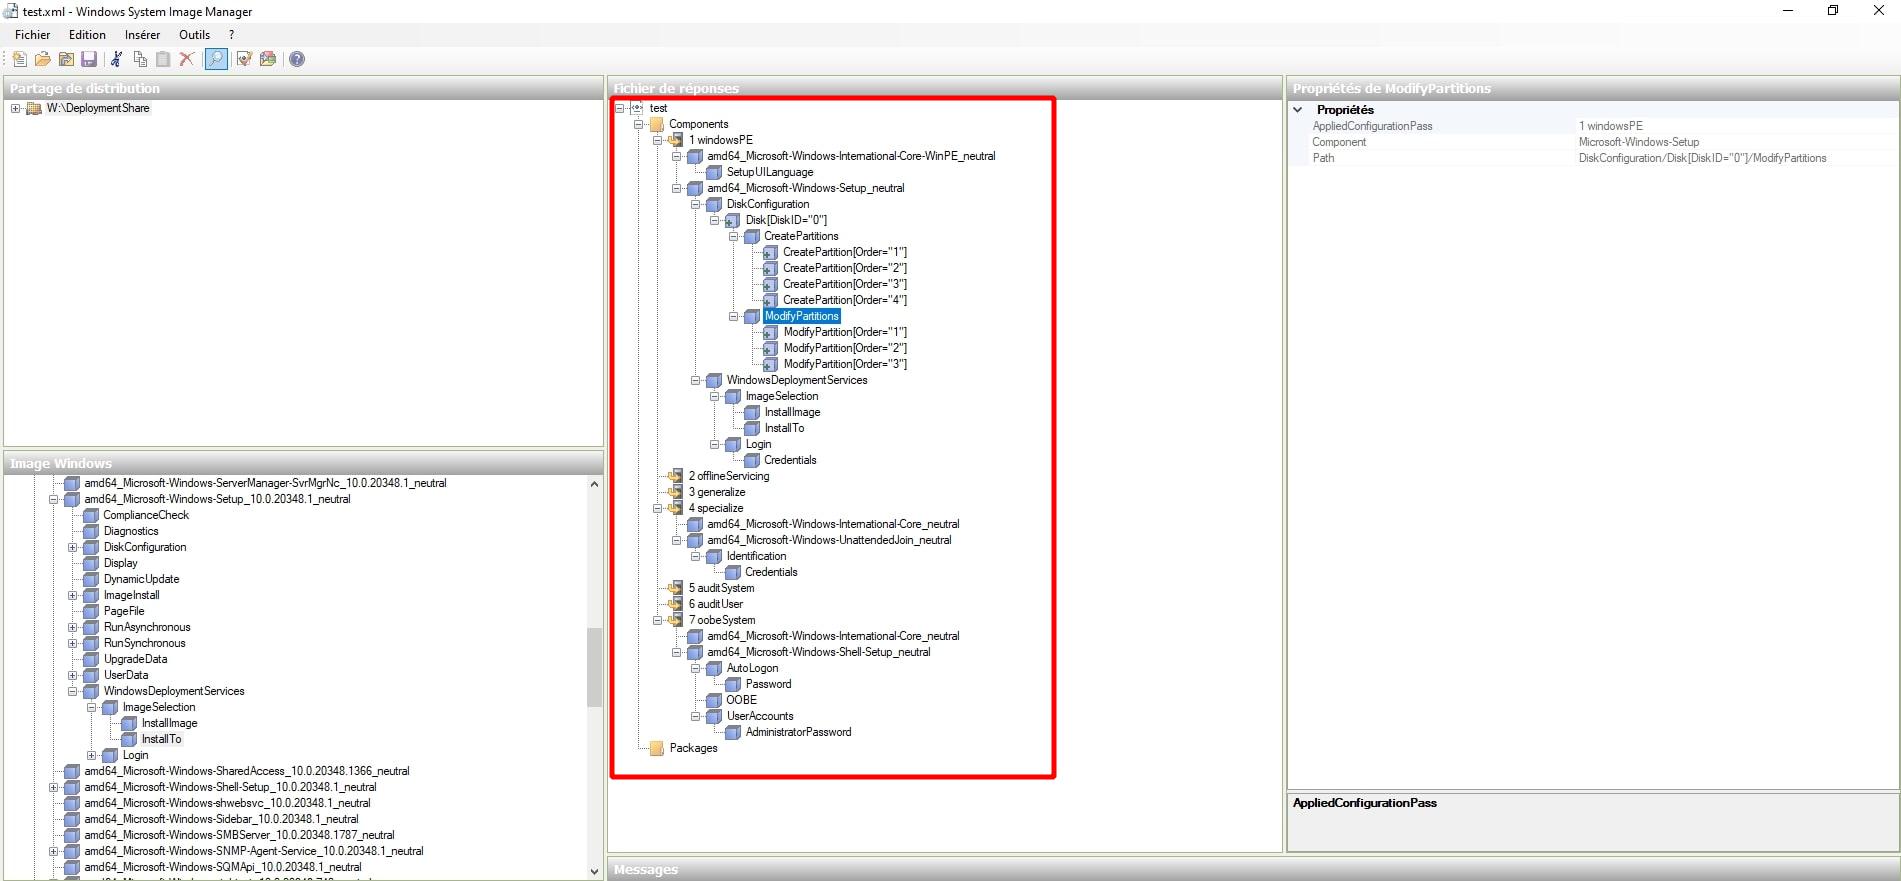 test.xml - Windows System Image Manager
Fichier Edition Insérer Outils ?
Partage de distribution
W:\DeploymentShare
Image Windows
amd64_Microsoft-Windows-ServerManager-SvrMgrNc_10.0.20348.1_neutral
amd64_Microsoft-Windows-Setup_10.0.20348.1_neutral
ComplianceCheck
Diagnostics
DiskConfiguration
Display
DynamicUpdate
ImageInstall
PageFile
RunAsynchronous
RunSynchronous
UpgradeData
UserData
WindowsDeploymentServices
ImageSelection
InstallImage
InstallTo
Login
amd64_Microsoft-Windows-SharedAccess_10.0.20348.1366_neutral
amd64_Microsoft-Windows-Shell-Setup_10.0.20348.1_neutral
amd64_Microsoft-Windows-shwebsvc_10.0.20348.1_neutral
amd64_Microsoft-Windows-Sidebar_10.0.20348.1_neutral
amd64_Microsoft-Windows-SMBServer_10.0.20348.1787_neutral
amd64_Microsoft-Windows-SNMP-Agent-Service_10.0.20348.1_neutral
amd64_Microsoft-Windows-SQMApi_10.0.20348.1_neutral
Fichier de réponses
test
Components
1 windowsPE
amd64_Microsoft-Windows-International-Core-WinPE_neutral
SetupUILanguage
amd64_Microsoft-Windows-Setup_neutral
DiskConfiguration
Disk[DiskID="0"]
CreatePartitions
CreatePartition[Order="1"]
CreatePartition[Order="2"]
CreatePartition[Order="3"]
CreatePartition[Order="4"]
ModifyPartitions
ModifyPartition[Order="1"]
ModifyPartition[Order="2"]
ModifyPartition[Order="3"]
WindowsDeploymentServices
ImageSelection
InstallImage
InstallTo
Login
Credentials
2 offlineServicing
3 generalize
4 specialize
amd64_Microsoft-Windows-International-Core_neutral
amd64_Microsoft-Windows-UnattendedJoin_neutral
Identification
Credentials
5 auditSystem
6 auditUser
7 oobeSystem
amd64_Microsoft-Windows-International-Core_neutral
amd64_Microsoft-Windows-Shell-Setup_neutral
AutoLogon
Password
OOBE
UserAccounts
AdministratorPassword
Packages
Messages
Propriétés de ModifyPartitions
Propriétés
AppliedConfigurationPass 1 windowsPE
Component Microsoft-Windows-Setup
Path DiskConfiguration/Disk[DiskID="0"]/ModifyPartitions
AppliedConfigurationPass